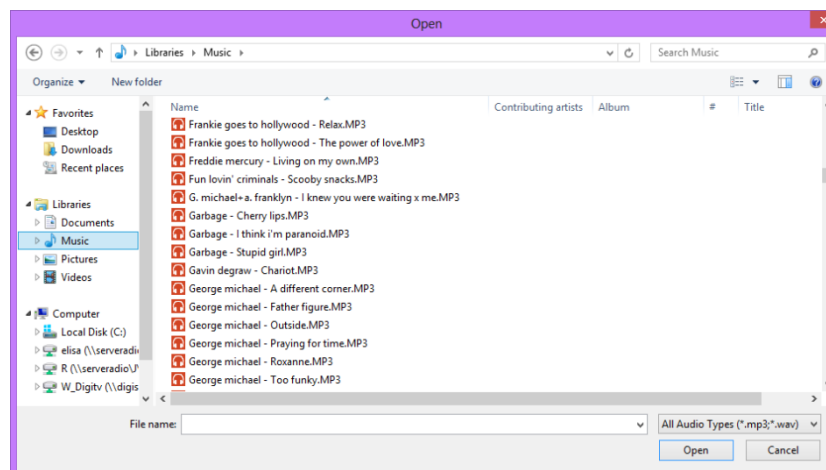 Open
Libraries Music Search Music
Organize New folder
Favorites
Desktop
Downloads
Recent places
Libraries
Documents
Music
Pictures
Videos
Computer
Local Disk (C:)
elisa (\\serveradi
R (\\serveradio\
W_Digitv (\\digis
Name Contributing artists Album # Title
Frankie goes to hollywood - Relax.MP3
Frankie goes to hollywood - The power of love.MP3
Freddie mercury - Living on my own.MP3
Fun lovin' criminals - Scooby snacks.MP3
G. michael+a. franklyn - I knew you were waiting x me.MP3
Garbage - Cherry lips.MP3
Garbage - I think i'm paranoid.MP3
Garbage - Stupid girl.MP3
Gavin degraw - Chariot.MP3
George michael - A different corner.MP3
George michael - Father figure.MP3
George michael - Outside.MP3
George michael - Praying for time.MP3
George michael - Roxanne.MP3
George michael - Too funky.MP3
File name: All Audio Types (*.mp3;*.wav)
Open Cancel